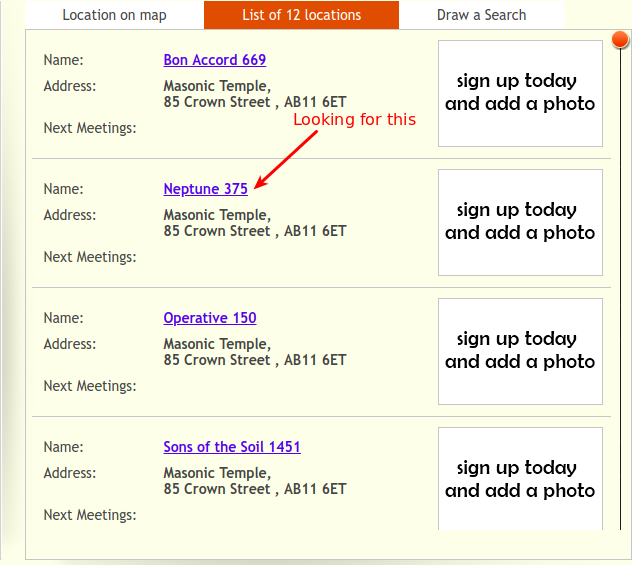 Location on map
List of 12 locations
Draw a Search
Name:
Bon Accord 669
Address:
Masonic Temple,
85 Crown Street , AB11 6ET
Next Meetings:
sign up today
and add a photo
Looking for this
Name:
Neptune 375
Address:
Masonic Temple,
85 Crown Street , AB11 6ET
Next Meetings:
sign up today
and add a photo
Name:
Operative 150
Address:
Masonic Temple,
85 Crown Street , AB11 6ET
Next Meetings:
sign up today
and add a photo
Name:
Sons of the Soil 1451
Address:
Masonic Temple,
85 Crown Street , AB11 6ET
Next Meetings:
sign up today
and add a photo